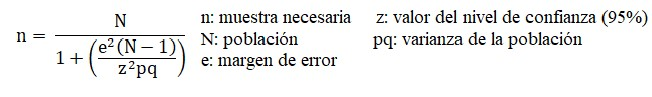 n = N / 1 + (e²(N − 1) / z²pq)
n: muestra necesaria z: valor del nivel de confianza (95%)
N: población pq: varianza de la población
e: margen de error